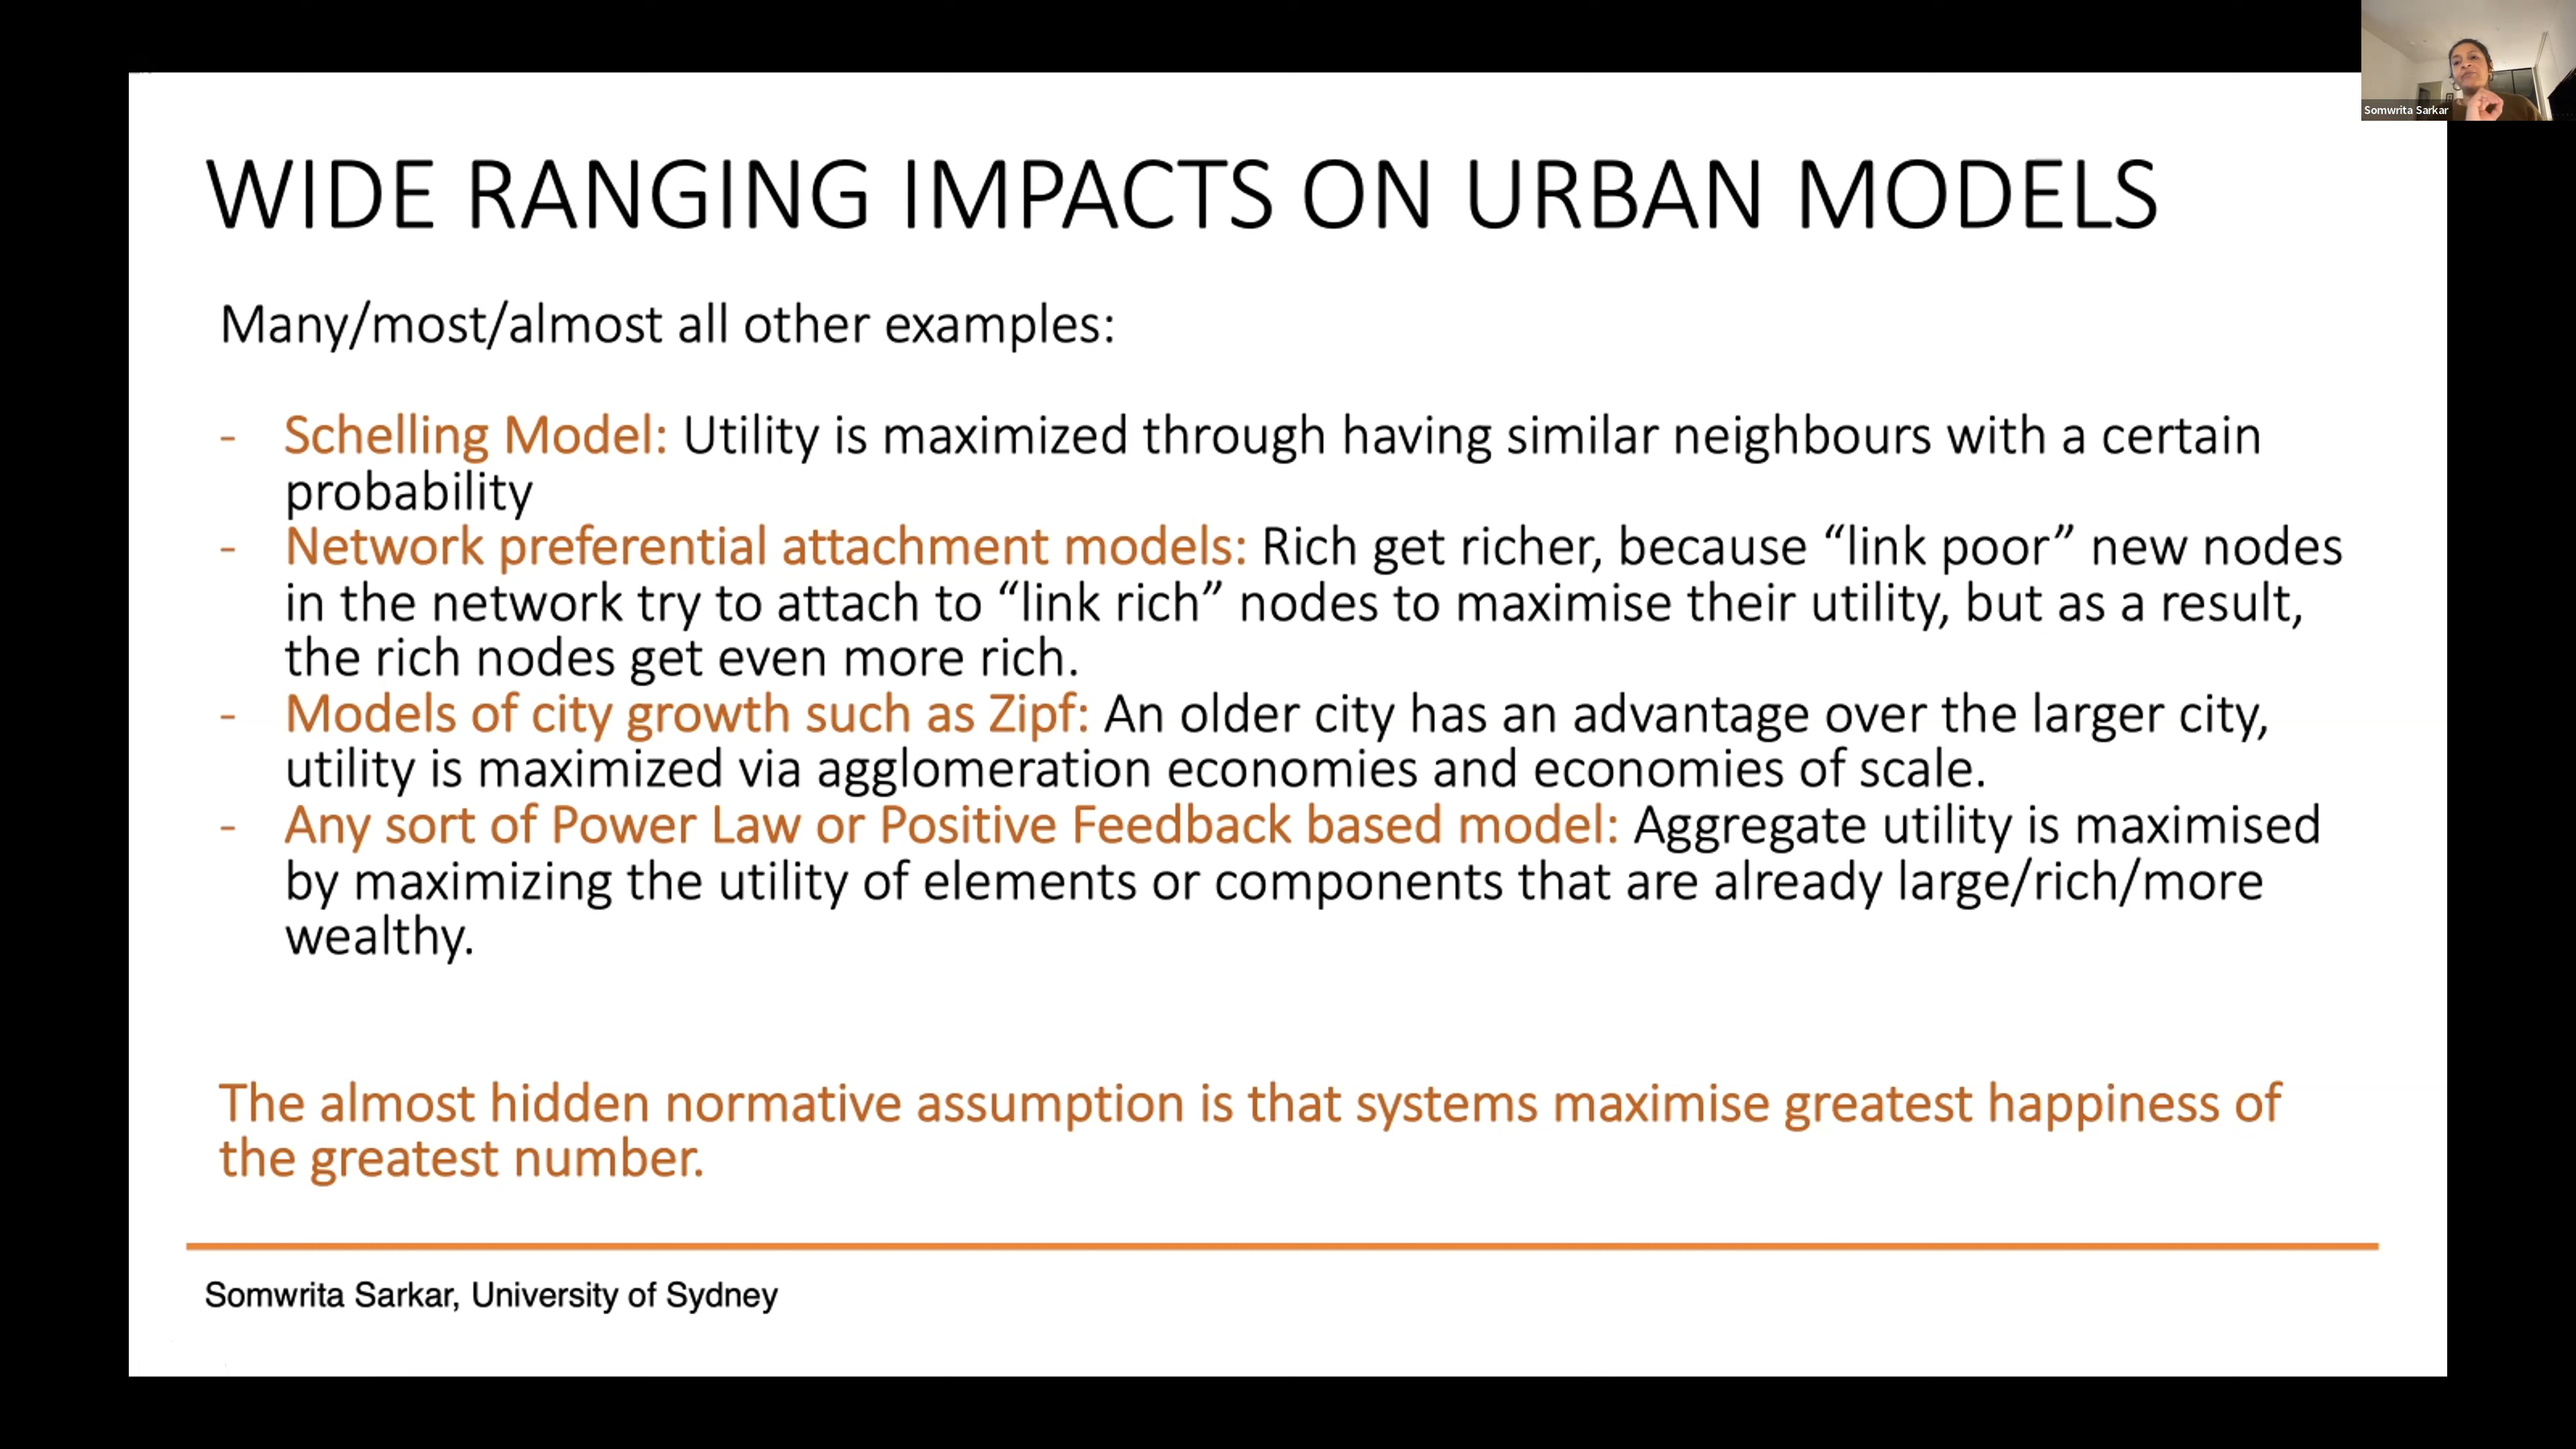 Somwrita Sarkar
WIDE RANGING IMPACTS ON URBAN MODELS
Many/most/almost all other examples:
- Schelling Model: Utility is maximized through having similar neighbours with a certain
probability
- Network preferential attachment models: Rich get richer, because “link poor” new nodes
in the network try to attach to “link rich” nodes to maximise their utility, but as a result,
the rich nodes get even more rich.
- Models of city growth such as Zipf: An older city has an advantage over the larger city,
utility is maximized via agglomeration economies and economies of scale.
- Any sort of Power Law or Positive Feedback based model: Aggregate utility is maximised
by maximizing the utility of elements or components that are already large/rich/more
wealthy.
The almost hidden normative assumption is that systems maximise greatest happiness of
the greatest number.
Somwrita Sarkar, University of Sydney